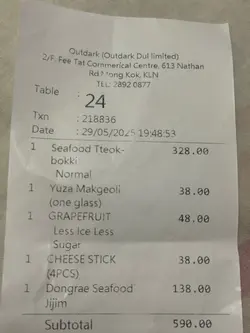 Outdark (Outdark Dul limited)
2/F, Fee Tat Commerical Centre, 613 Nathan
Rd Mong Kok, KLN
TEL: 2892 0877
Table : 24
Txn : 218836
Date : 29/05/2025 19:48:53
1 Seafood Tteok- 328.00
bokki
Normal
1 Yuza Makgeoli 38.00
(one glass)
1 GRAPEFRUIT 48.00
Less Ice Less
Sugar
1 CHEESE STICK 38.00
(4PCS)
1 Dongrae Seafood 138.00
Jijim
Subtotal 590.00